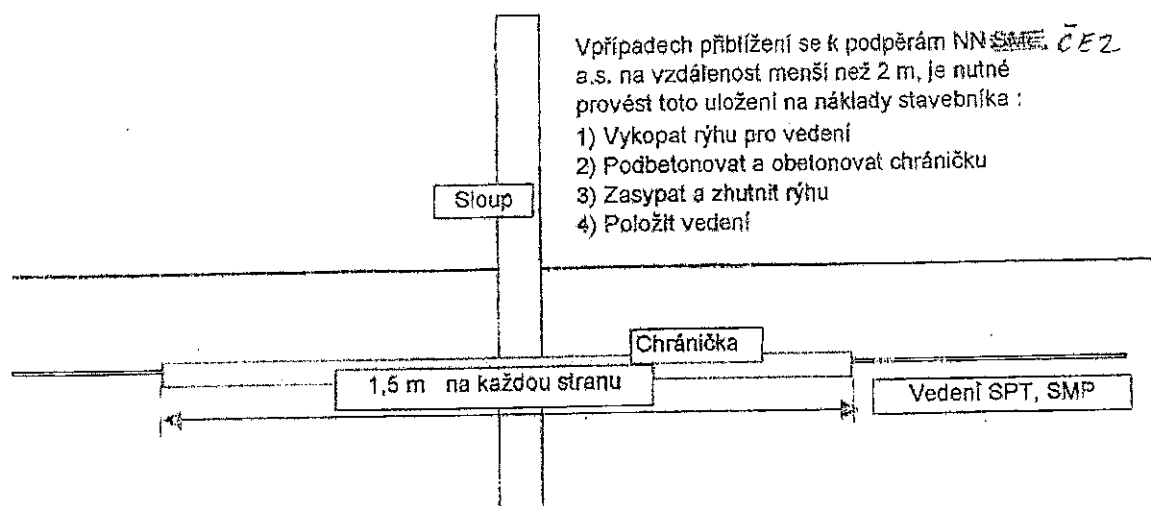 Vpřípadech přiblížení se k podpěrám NN SME. ČEZ
a.s. na vzdálenost menší než 2 m, je nutné
provést toto uložení na náklady stavebníka :
1) Vykopat rýhu pro vedení
2) Podbetonovat a obetonovat chráničku
3) Zasypat a zhutnit rýhu
4) Položit vedení
Sloup
Chránička
1,5 m na každou stranu
Vedení SPT, SMP